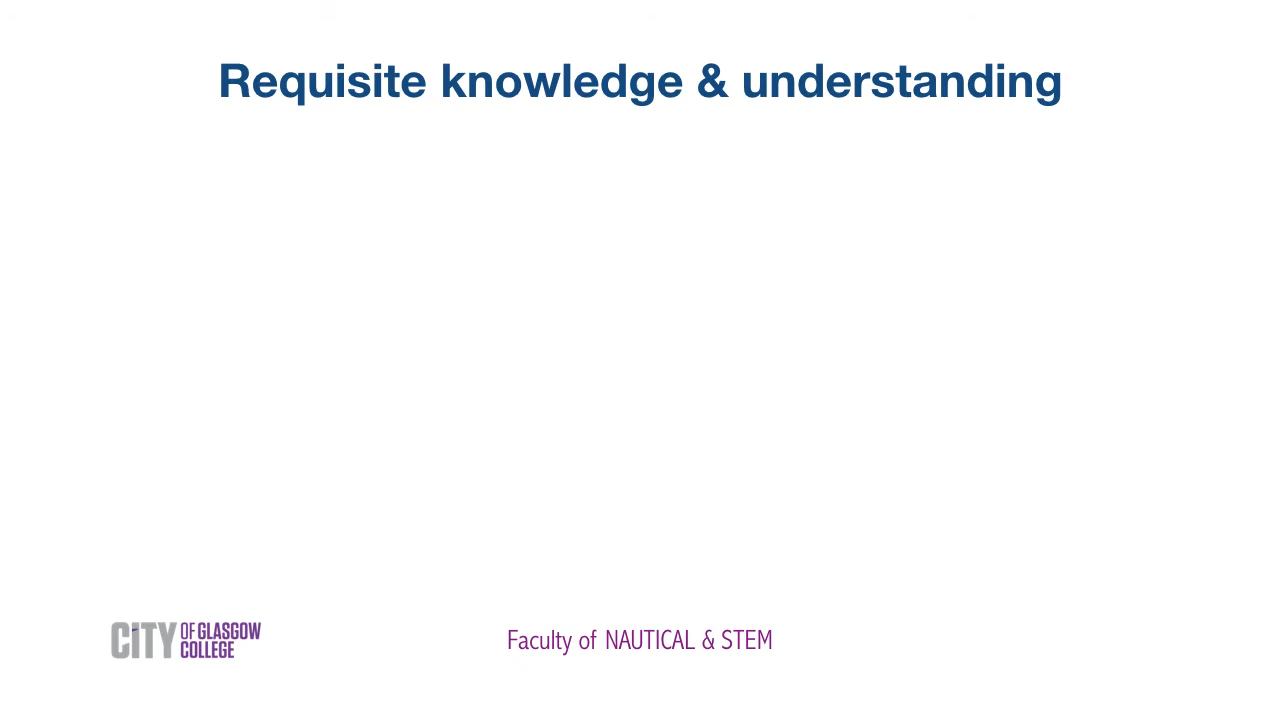 Requisite knowledge & understanding
CiTY OF GLASGOW
COLLEGE
Faculty of NAUTICAL & STEM